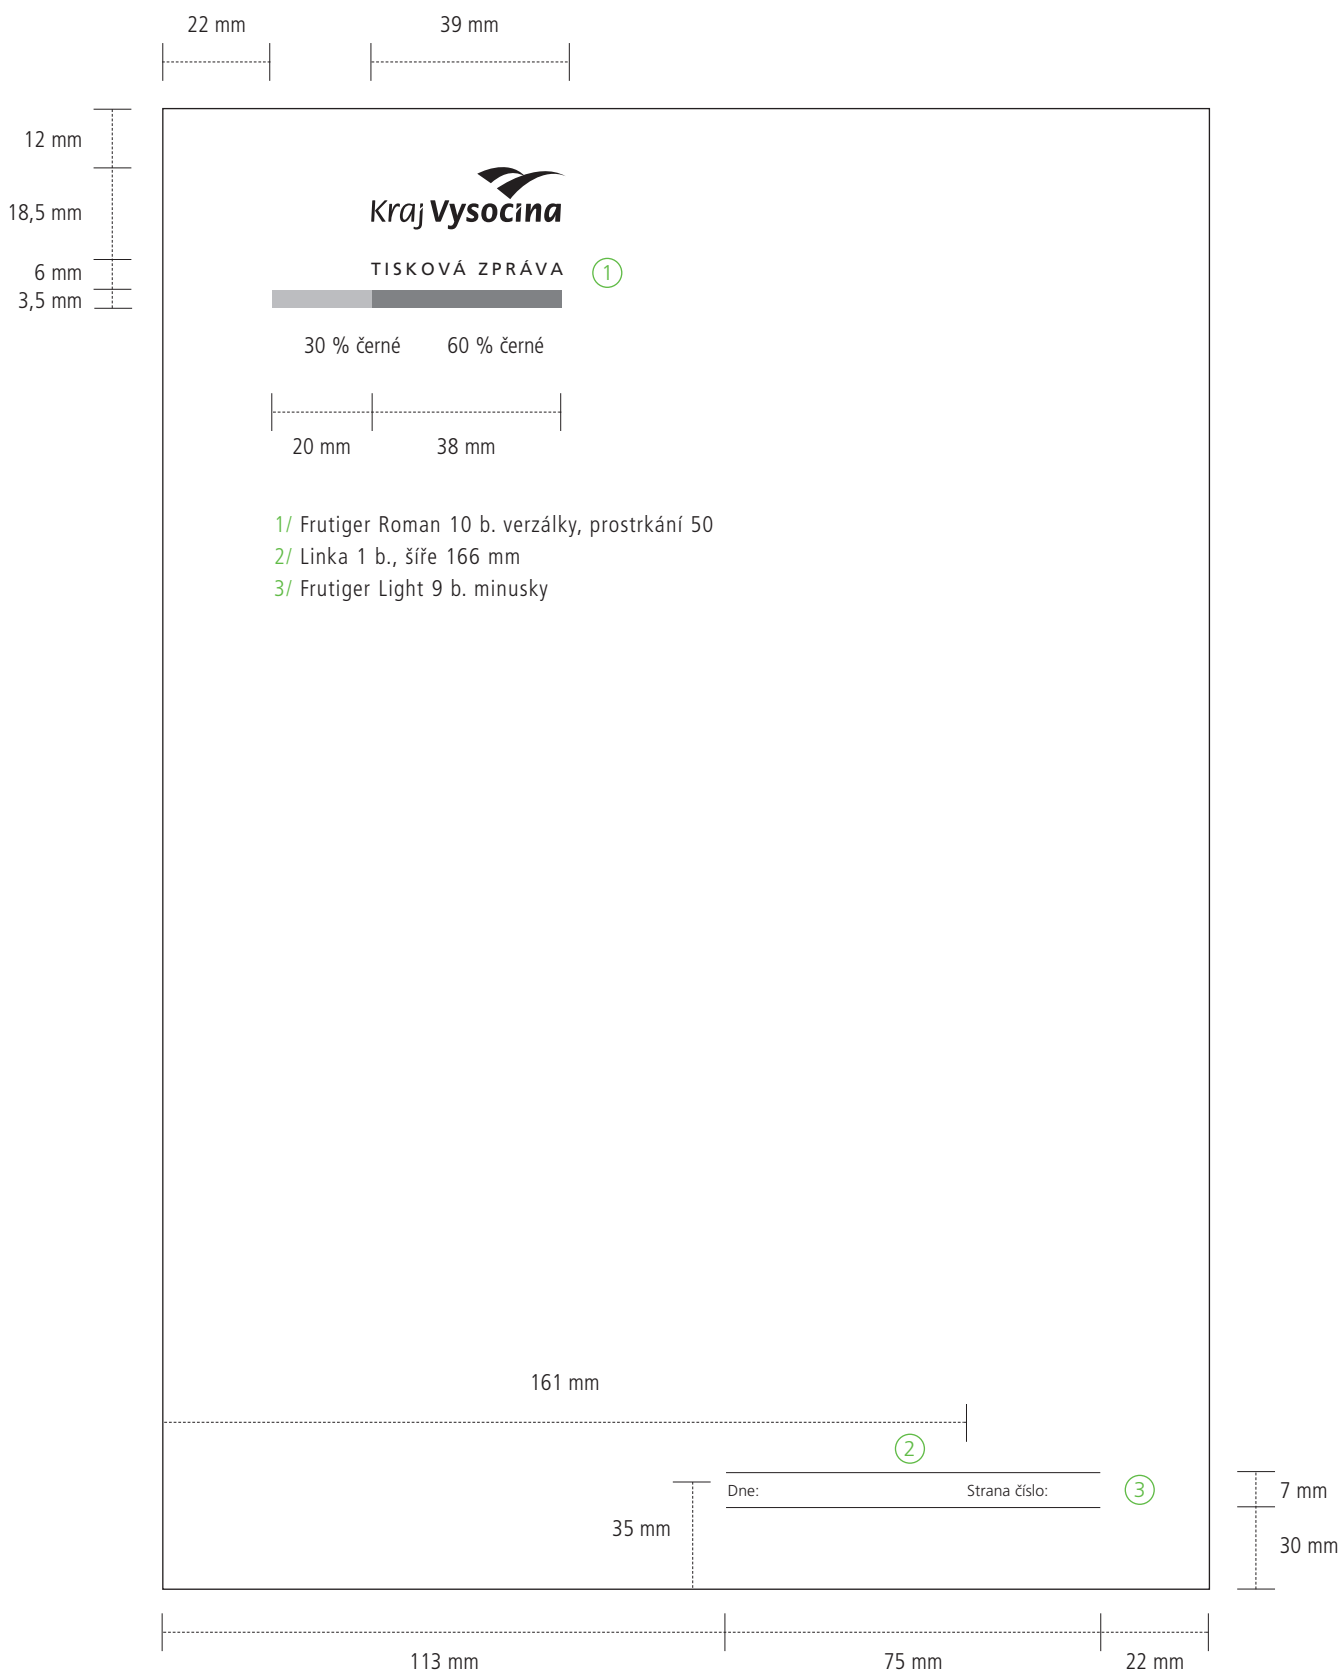 22 mm
39 mm
12 mm
18,5 mm
6 mm
3,5 mm
Kraj Vysočina
TISKOVÁ ZPRÁVA
1
30 % černé
60 % černé
20 mm
38 mm
1/ Frutiger Roman 10 b. verzálky, prostrkání 50
2/ Linka 1 b., šíře 166 mm
3/ Frutiger Light 9 b. minusky
161 mm
2
Dne:
Strana číslo:
3
7 mm
35 mm
30 mm
113 mm
75 mm
22 mm